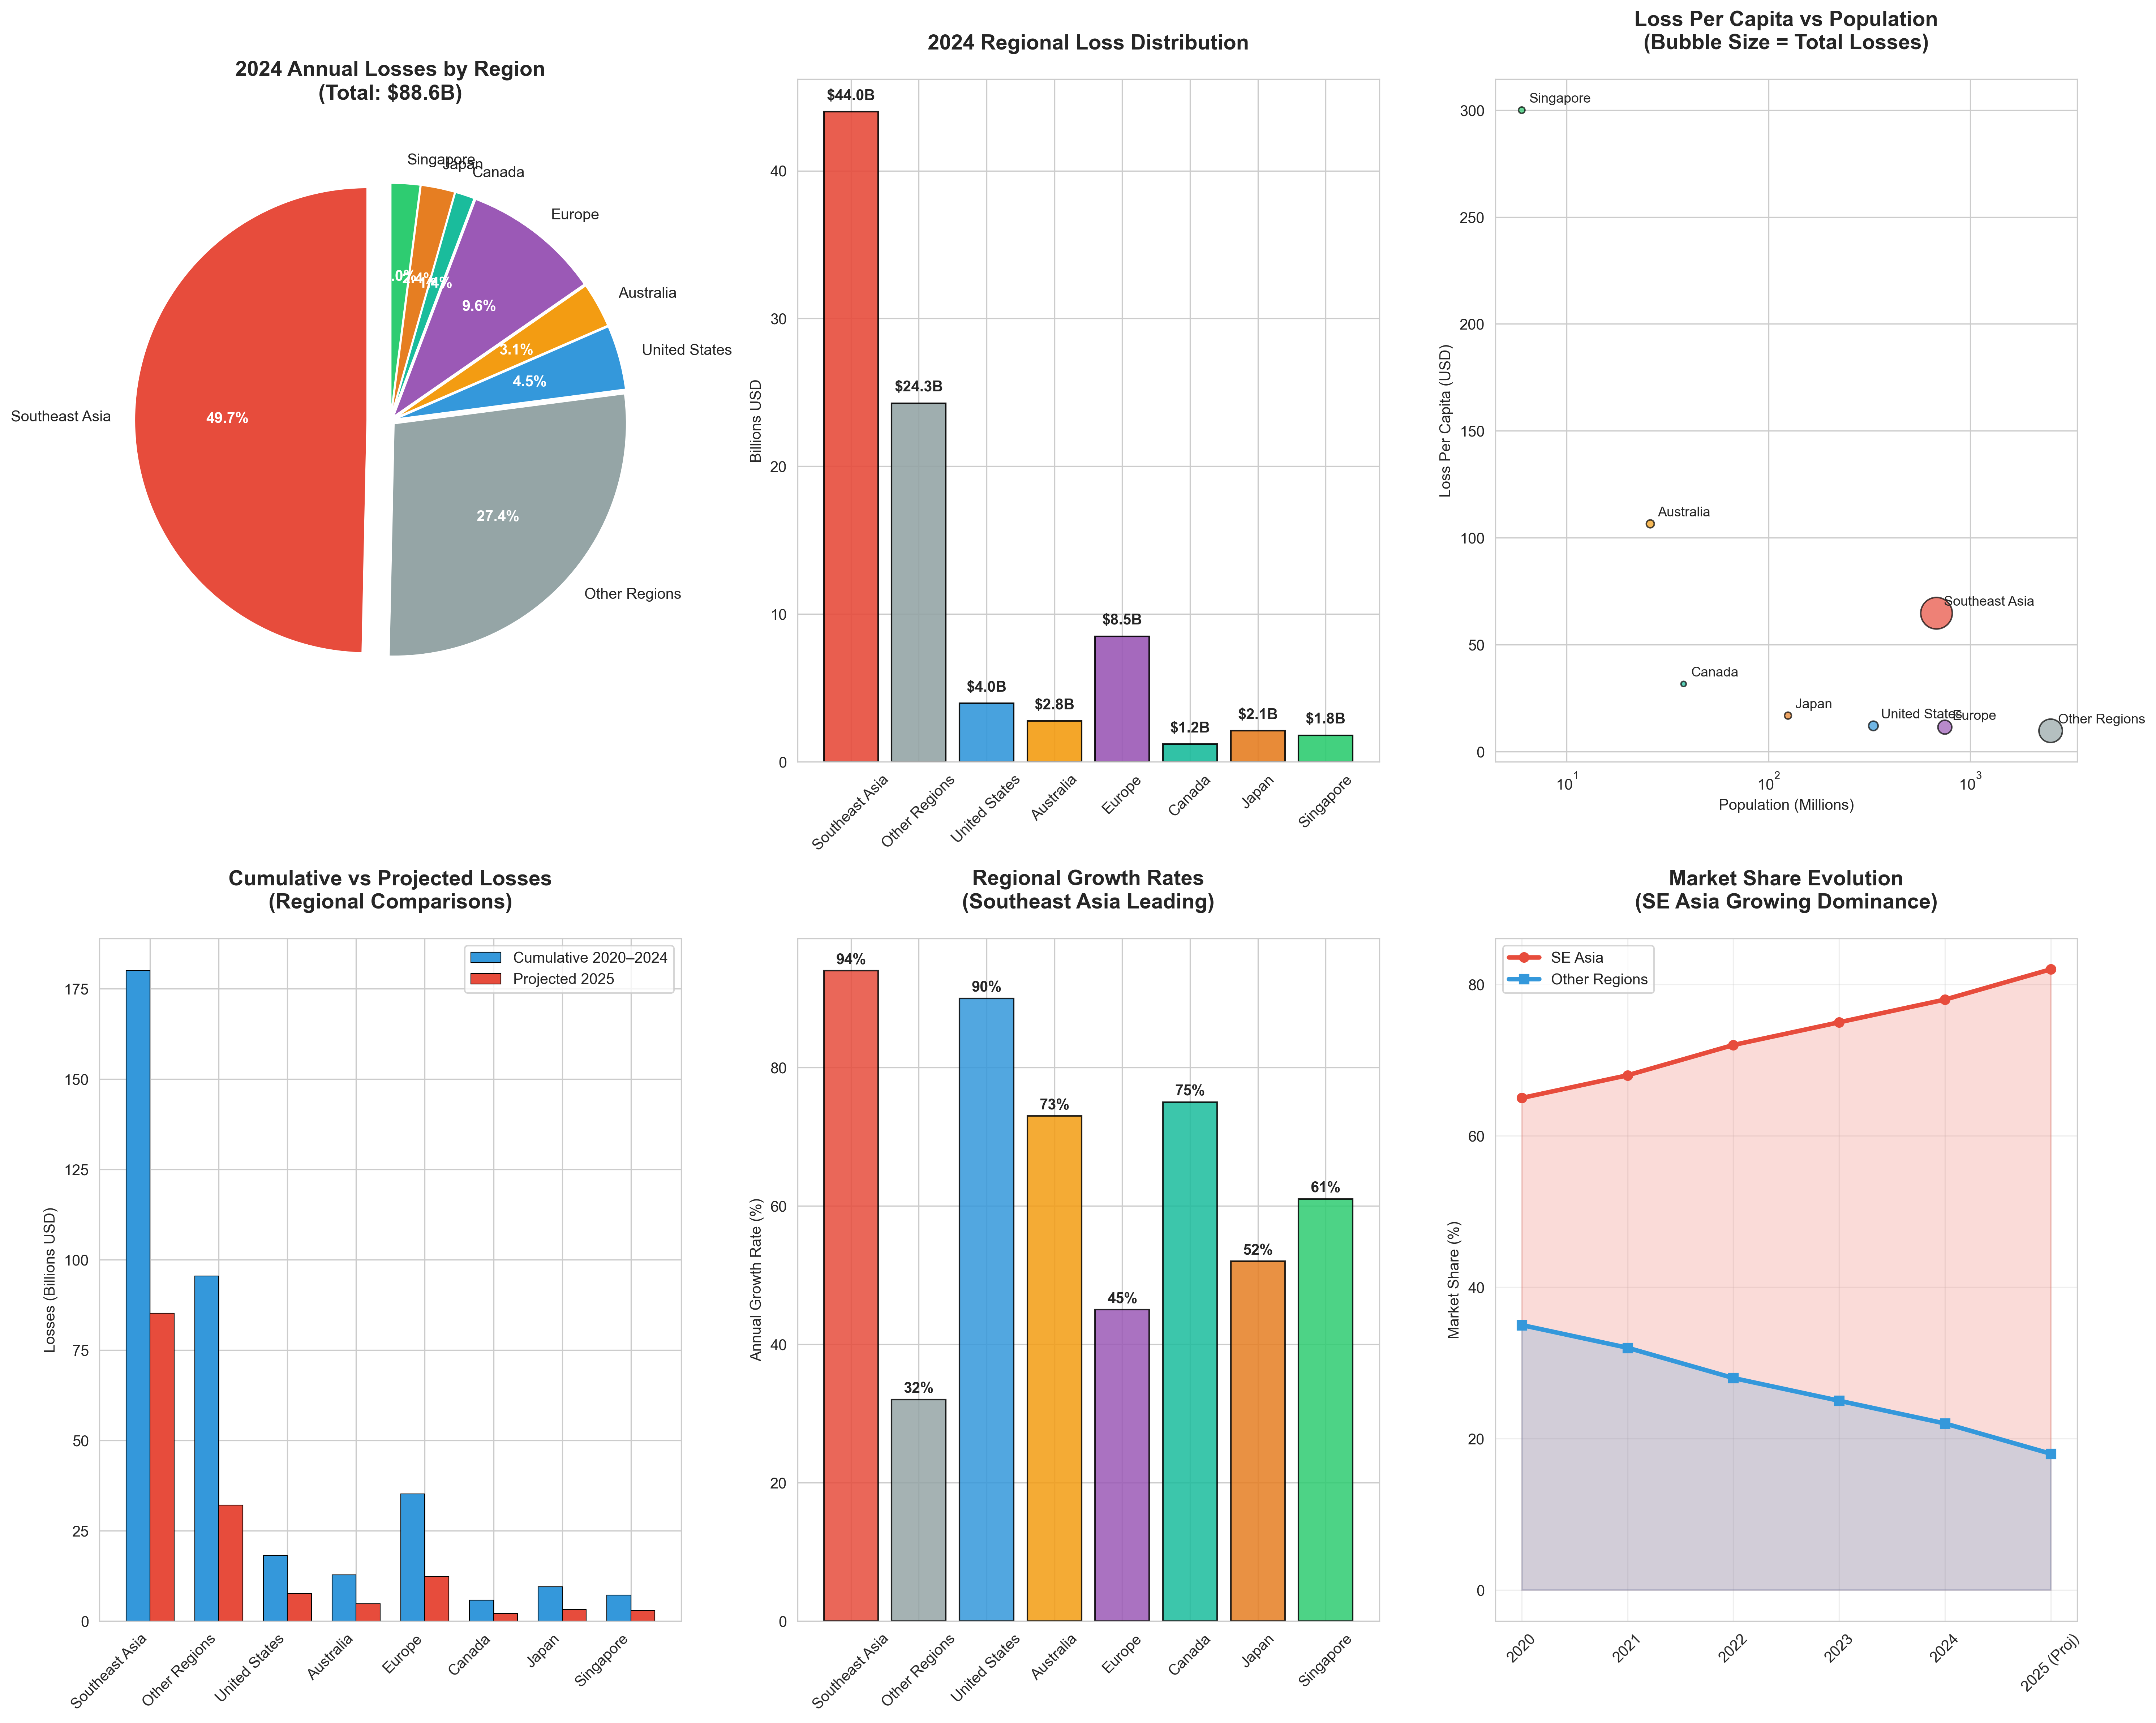 2024 Annual Losses by Region
(Total: $88.6B)
Singapore
Japan
Canada
Europe
Australia
United States
Southeast Asia
Other Regions
9.6%
3.1%
4.5%
49.7%
27.4%
2024 Regional Loss Distribution
Billions USD
40
30
20
10
0
$44.0B
$24.3B
$4.0B
$2.8B
$8.5B
$1.2B
$2.1B
$1.8B
Southeast Asia
Other Regions
United States
Australia
Europe
Canada
Japan
Singapore
Loss Per Capita vs Population
(Bubble Size = Total Losses)
Loss Per Capita (USD)
300
250
200
150
100
50
0
Singapore
Australia
Southeast Asia
Canada
Japan
United States
Europe
Other Regions
10¹
10²
10³
Population (Millions)
Cumulative vs Projected Losses
(Regional Comparisons)
Cumulative 2020–2024
Projected 2025
Losses (Billions USD)
175
150
125
100
75
50
25
0
Southeast Asia
Other Regions
United States
Australia
Europe
Canada
Japan
Singapore
Regional Growth Rates
(Southeast Asia Leading)
Annual Growth Rate (%)
80
60
40
20
0
94%
32%
90%
73%
45%
75%
52%
61%
Southeast Asia
Other Regions
United States
Australia
Europe
Canada
Japan
Singapore
Market Share Evolution
(SE Asia Growing Dominance)
SE Asia
Other Regions
Market Share (%)
80
60
40
20
0
2020
2021
2022
2023
2024
2025 (Proj)